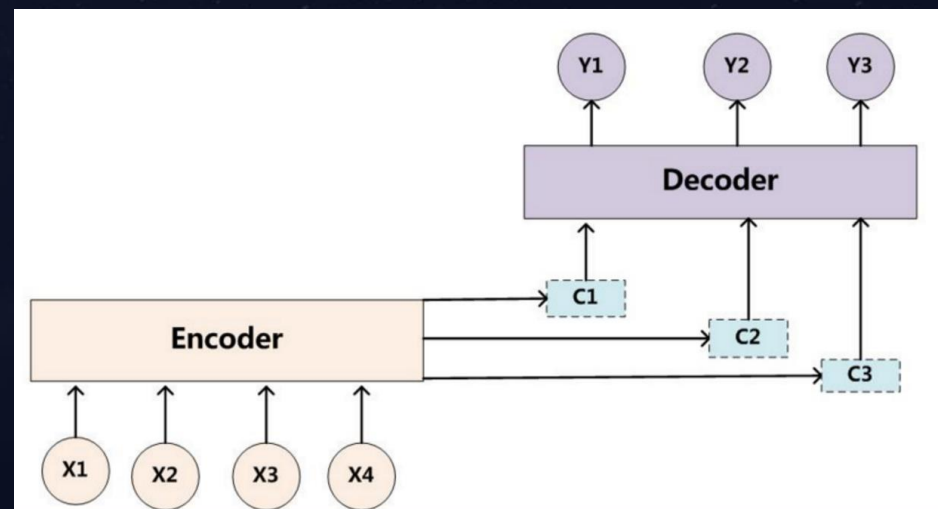 Y1 Y2 Y3
Decoder
C1
Encoder
C2
C3
X1 X2 X3 X4